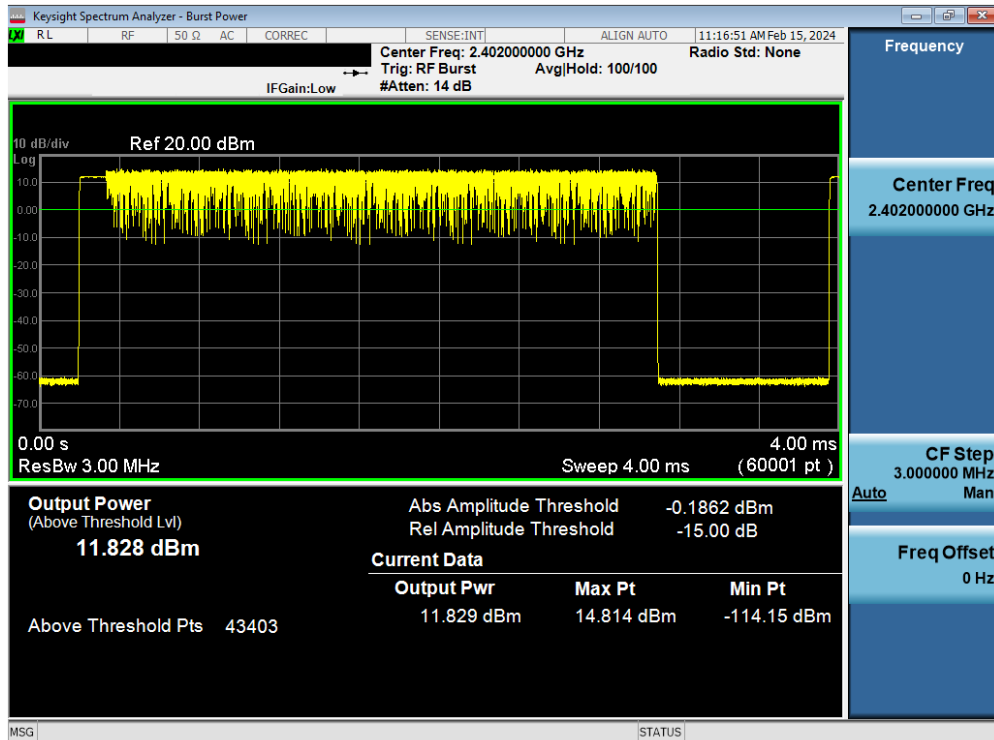 Keysight Spectrum Analyzer - Burst Power
LXI RL RF 50 Ω AC CORREC SENSE:INT ALIGN AUTO 11:16:51 AM Feb 15, 2024
Center Freq: 2.402000000 GHz Radio Std: None
Trig: RF Burst Avg|Hold: 100/100
IFGain:Low #Atten: 14 dB
Frequency
10 dB/div Ref 20.00 dBm
Log
10.0
0.00
-10.0
-20.0
-30.0
-40.0
-50.0
-60.0
-70.0
0.00 s 4.00 ms
ResBw 3.00 MHz Sweep 4.00 ms (60001 pt)
Center Freq
2.402000000 GHz
CF Step
3.000000 MHz
Auto Man
Freq Offset
0 Hz
Output Power
(Above Threshold Lvl)
11.828 dBm
Above Threshold Pts 43403
Abs Amplitude Threshold -0.1862 dBm
Rel Amplitude Threshold -15.00 dB
Current Data
Output Pwr Max Pt Min Pt
11.829 dBm 14.814 dBm -114.15 dBm
MSG STATUS